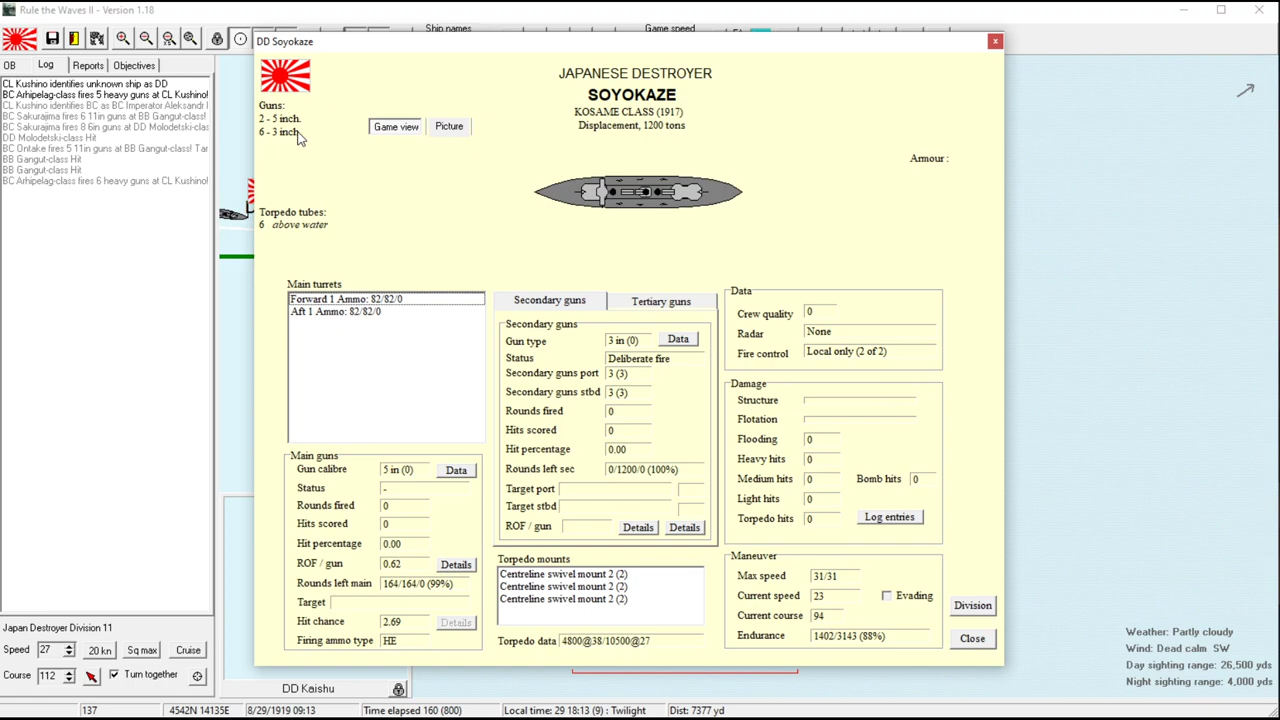 Rule the Waves II - Version 1.18
Ship names
Game speed
DD Soyokaze
x
OB
Log
Reports
Objectives
CL Kushino identifies unknown ship as DD
BC Arhipelag-class fires 5 heavy guns at CL Kushino!
CL Kushino identifies BC as BC Imperator Aleksandr I
BC Sakurajima fires 6 11in guns at BB Gangut-class!
BC Sakurajima fires 8 6in guns at DD Molodetski-clas
DD Molodetski-class Hit
BC Ontake fires 5 11in guns at BB Gangut-class! Tar
BB Gangut-class Hit
BB Gangut-class Hit
BC Arhipelag-class fires 6 heavy guns at CL Kushino!
JAPANESE DESTROYER
SOYOKAZE
KOSAME CLASS (1917)
Displacement, 1200 tons
Guns:
2 - 5 inch.
6 - 3 inch.
Game view
Picture
Armour :
Torpedo tubes:
6 above water
Main turrets
Forward 1 Ammo: 82/82/0
Aft 1 Ammo: 82/82/0
Main guns
Gun calibre 5 in (0) Data
Status -
Rounds fired 0
Hits scored 0
Hit percentage 0.00
ROF / gun 0.62 Details
Rounds left main 164/164/0 (99%)
Target
Hit chance 2.69 Details
Firing ammo type HE
Secondary guns
Tertiary guns
Secondary guns
Gun type 3 in (0) Data
Status Deliberate fire
Secondary guns port 3 (3)
Secondary guns stbd 3 (3)
Rounds fired 0
Hits scored 0
Hit percentage 0.00
Rounds left sec 0/1200/0 (100%)
Target port
Target stbd
ROF / gun Details Details
Torpedo mounts
Centreline swivel mount 2 (2)
Centreline swivel mount 2 (2)
Centreline swivel mount 2 (2)
Torpedo data 4800@38/10500@27
Data
Crew quality 0
Radar None
Fire control Local only (2 of 2)
Damage
Structure
Flotation
Flooding 0
Heavy hits 0
Medium hits 0 Bomb hits 0
Light hits 0
Torpedo hits 0 Log entries
Maneuver
Max speed 31/31
Current speed 23 Evading
Current course 94
Endurance 1402/3143 (88%)
Division
Close
Japan Destroyer Division 11
Speed 27 20 kn Sq max Cruise
Course 112 Turn together
DD Kaishu
Weather: Partly cloudy
Wind: Dead calm SW
Day sighting range: 26,500 yds
Night sighting range: 4,000 yds
137
4542N 14135E
8/29/1919 09:13
Time elapsed 160 (800)
Local time: 29 18:13 (9) : Twilight
Dist: 7377 yd